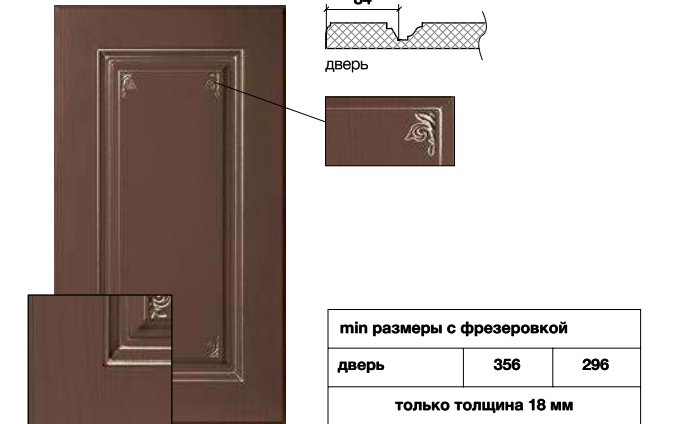 дверь
min размеры с фрезеровкой
дверь 356 296
только толщина 18 мм